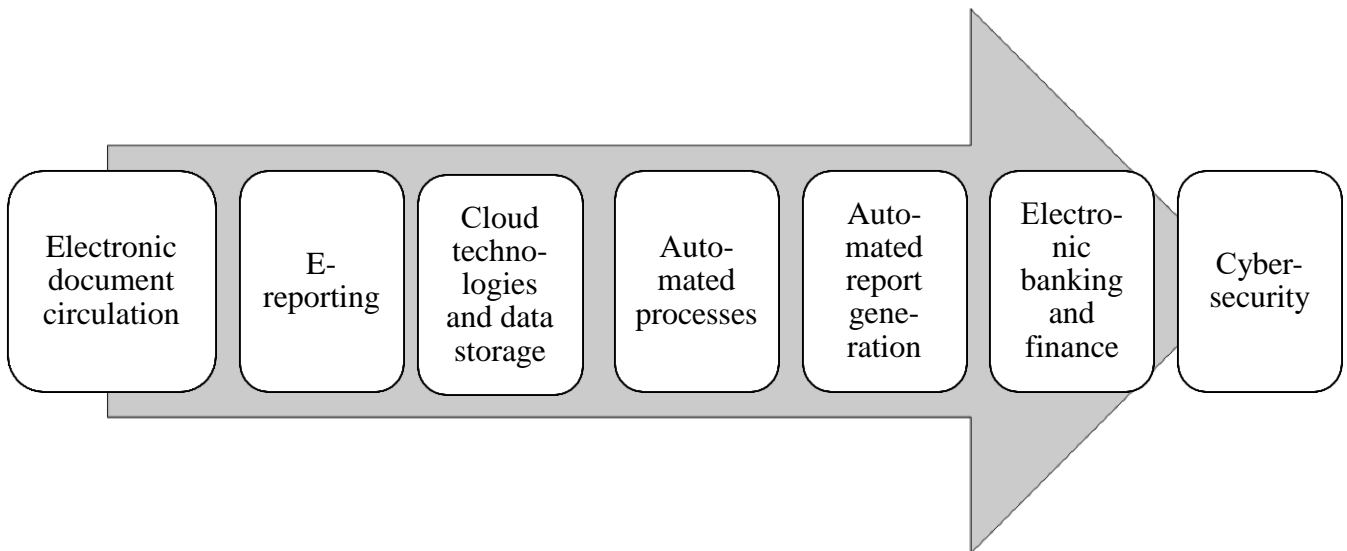 Electronic
document
circulation
E-
reporting
Cloud
techno-
logies
and data
storage
Auto-
mated
processes
Auto-
mated
report
gene-
ration
Electro-
nic
banking
and
finance
Cyber-
security